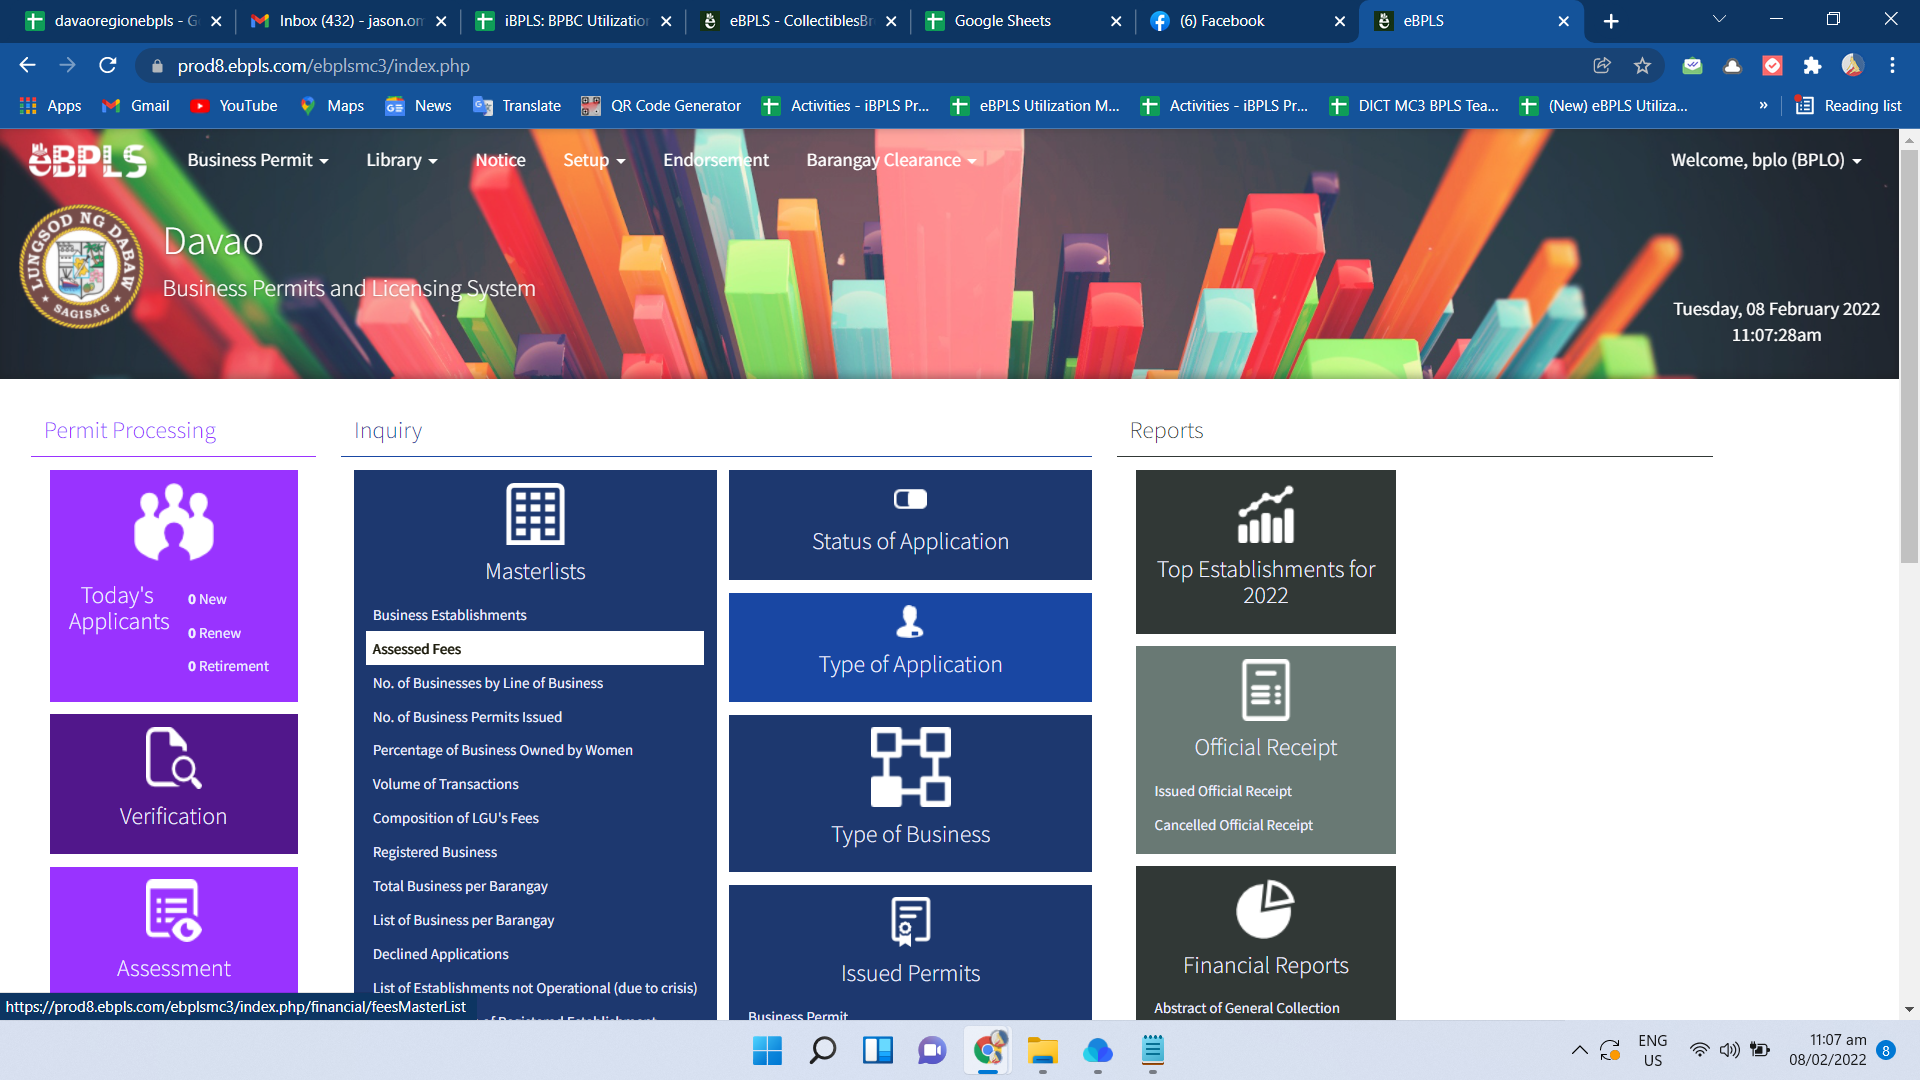 davaoregionebpls - G
Inbox (432) - jason.om
iBPLS: BPBC Utilization
eBPLS - CollectiblesBr
Google Sheets
(6) Facebook
eBPLS
prod8.ebpls.com/ebplsmc3/index.php
Apps
Gmail
YouTube
Maps
News
Translate
QR Code Generator
Activities - iBPLS Pr...
eBPLS Utilization M...
Activities - iBPLS Pr...
DICT MC3 BPLS Tea...
(New) eBPLS Utiliza...
»
Reading list
eBPLS
Business Permit
Library
Notice
Setup
Endorsement
Barangay Clearance
Welcome, bplo (BPLO)
LUNGSOD NG DABAW
SAGISAG
Davao
Business Permits and Licensing System
Tuesday, 08 February 2022
11:07:28am
Permit Processing
Today's
Applicants
0 New
0 Renew
0 Retirement
Verification
Assessment
Inquiry
Masterlists
Business Establishments
Assessed Fees
No. of Businesses by Line of Business
No. of Business Permits Issued
Percentage of Business Owned by Women
Volume of Transactions
Composition of LGU's Fees
Registered Business
Total Business per Barangay
List of Business per Barangay
Declined Applications
List of Establishments not Operational (due to crisis)
of Registered Establishment
Status of Application
Type of Application
Type of Business
Issued Permits
Business Permit
Reports
Top Establishments for
2022
Official Receipt
Issued Official Receipt
Cancelled Official Receipt
Financial Reports
Abstract of General Collection
https://prod8.ebpls.com/ebplsmc3/index.php/financial/feesMasterList
ENG
US
11:07 am
08/02/2022
8